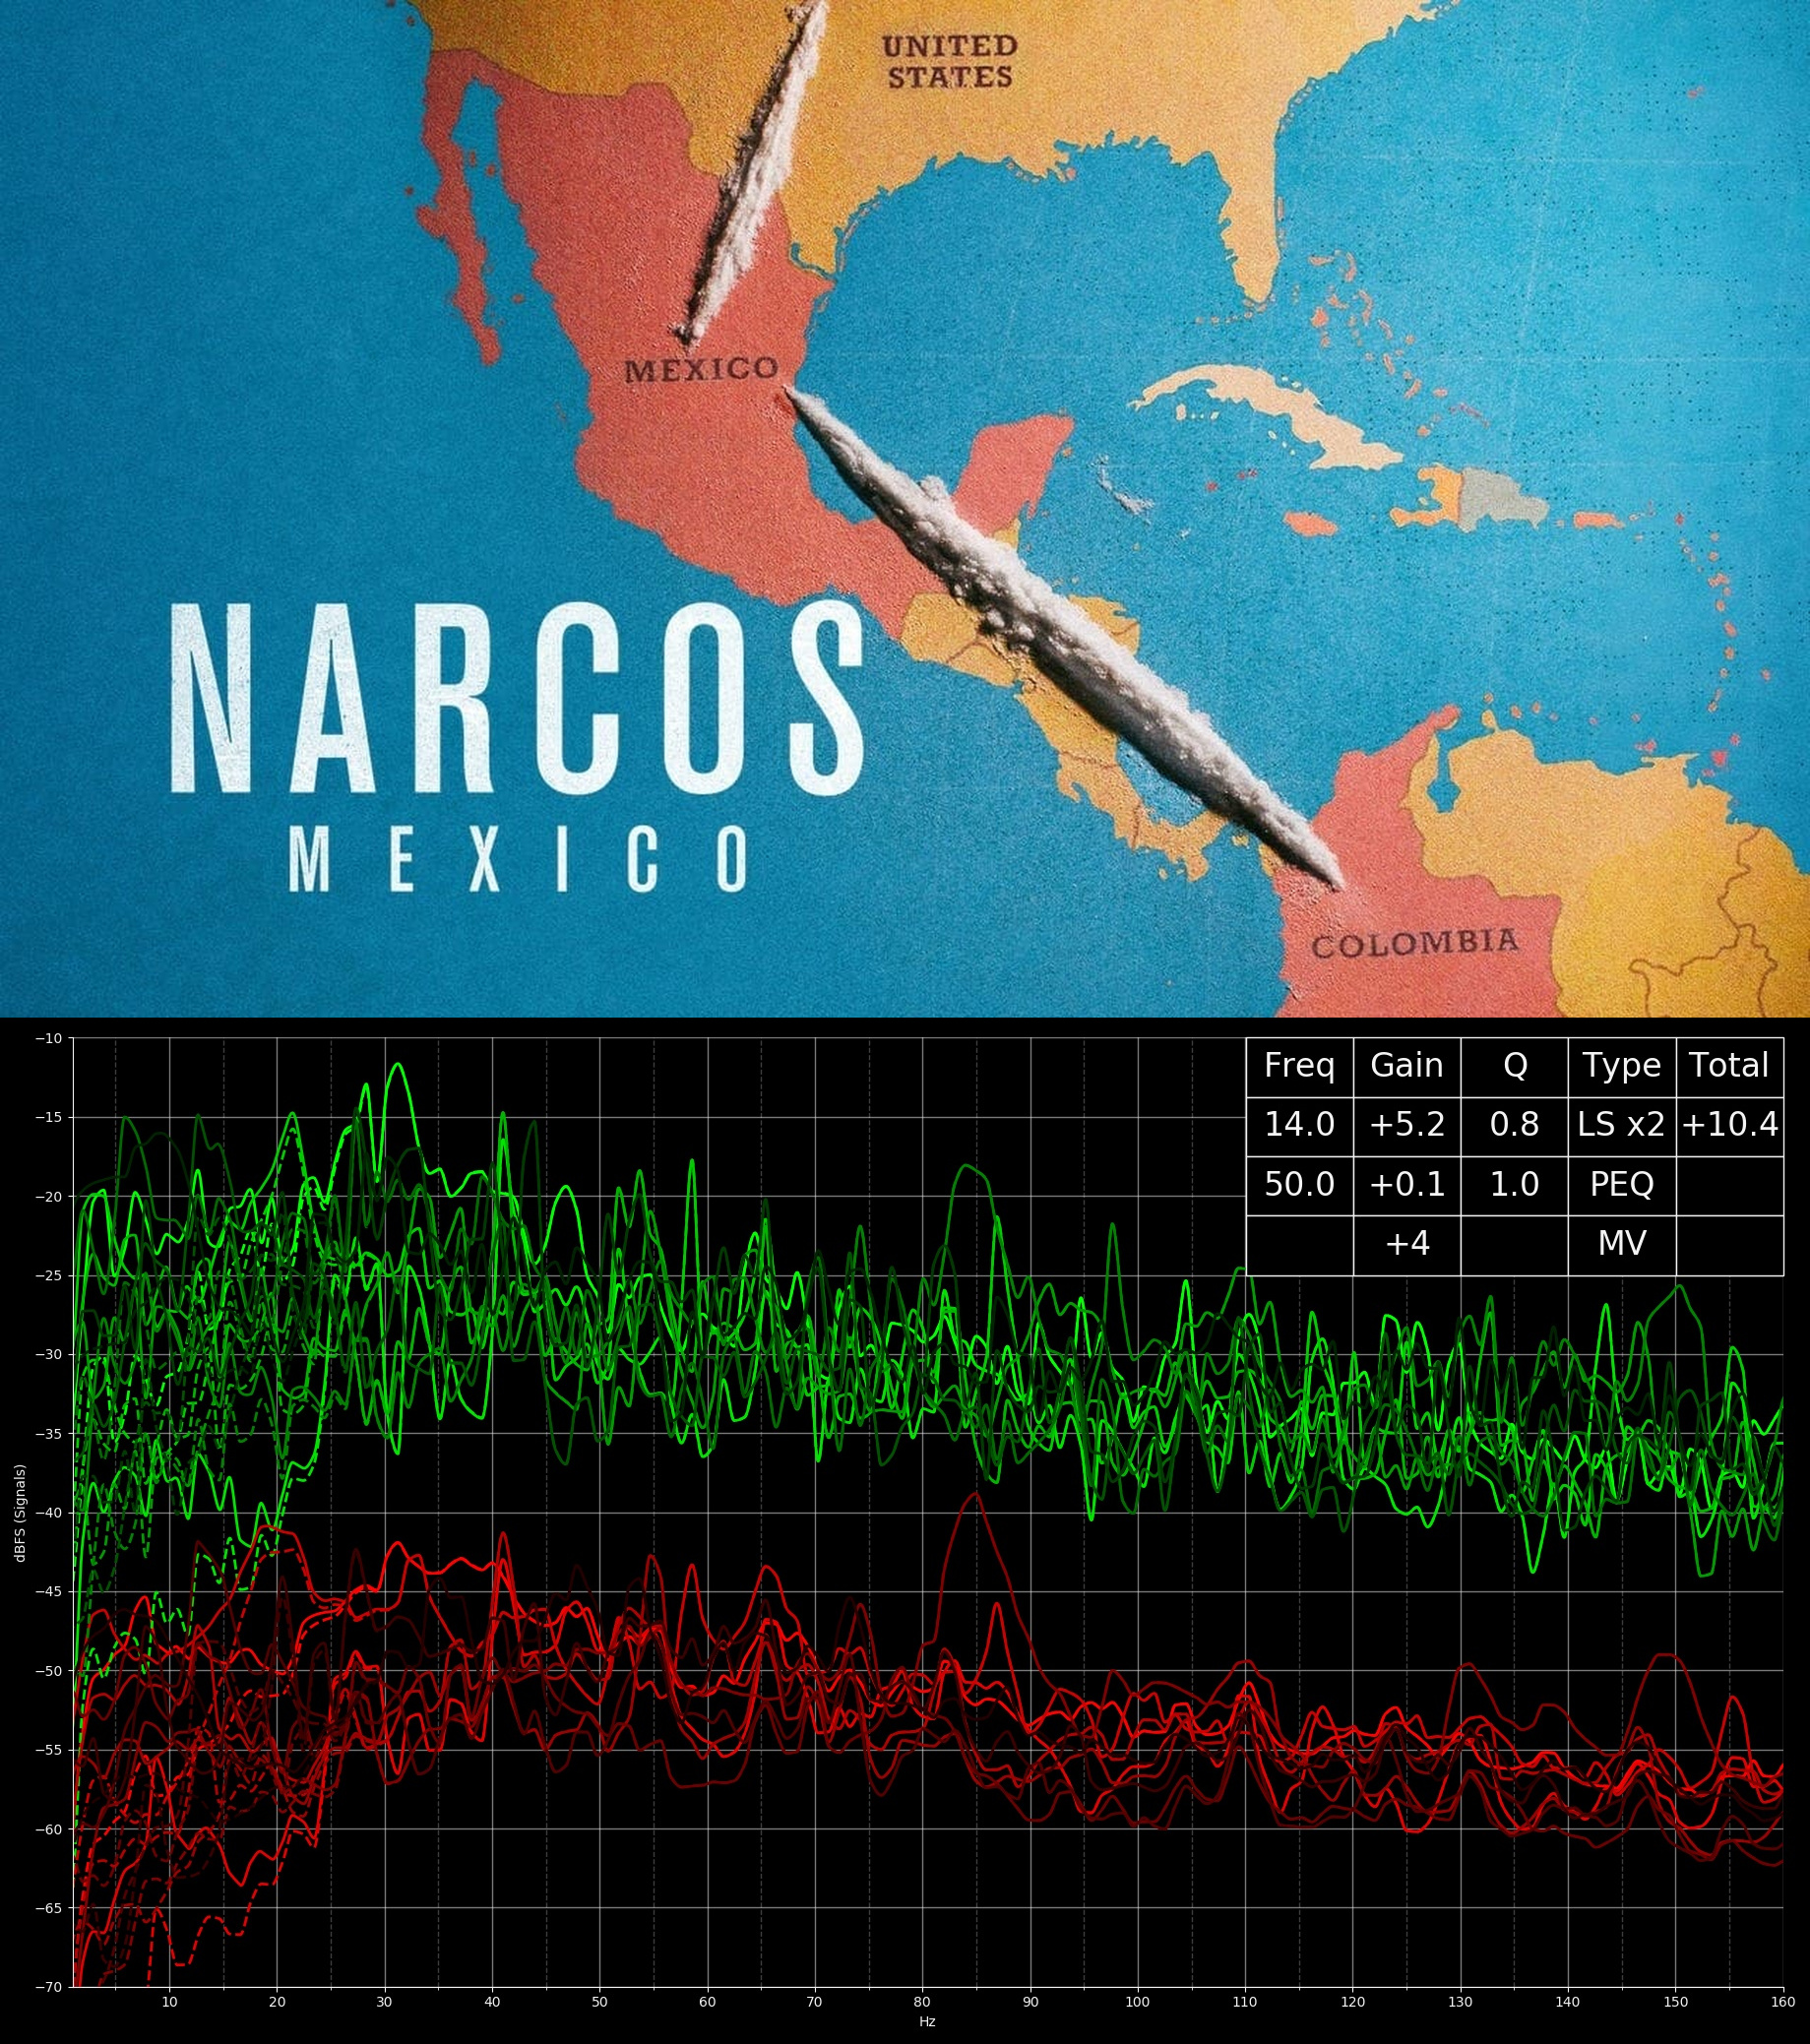 UNITED
STATES
MEXICO
NARCOS
MEXICO
COLOMBIA
Freq Gain Q Type Total
14.0 +5.2 0.8 LS x2 +10.4
50.0 +0.1 1.0 PEQ
+4 MV
−10
−15
−20
−25
−30
−35
−40
−45
−50
−55
−60
−65
−70
dBFS (Signals)
10 20 30 40 50 60 70 80 90 100 110 120 130 140 150 160
Hz